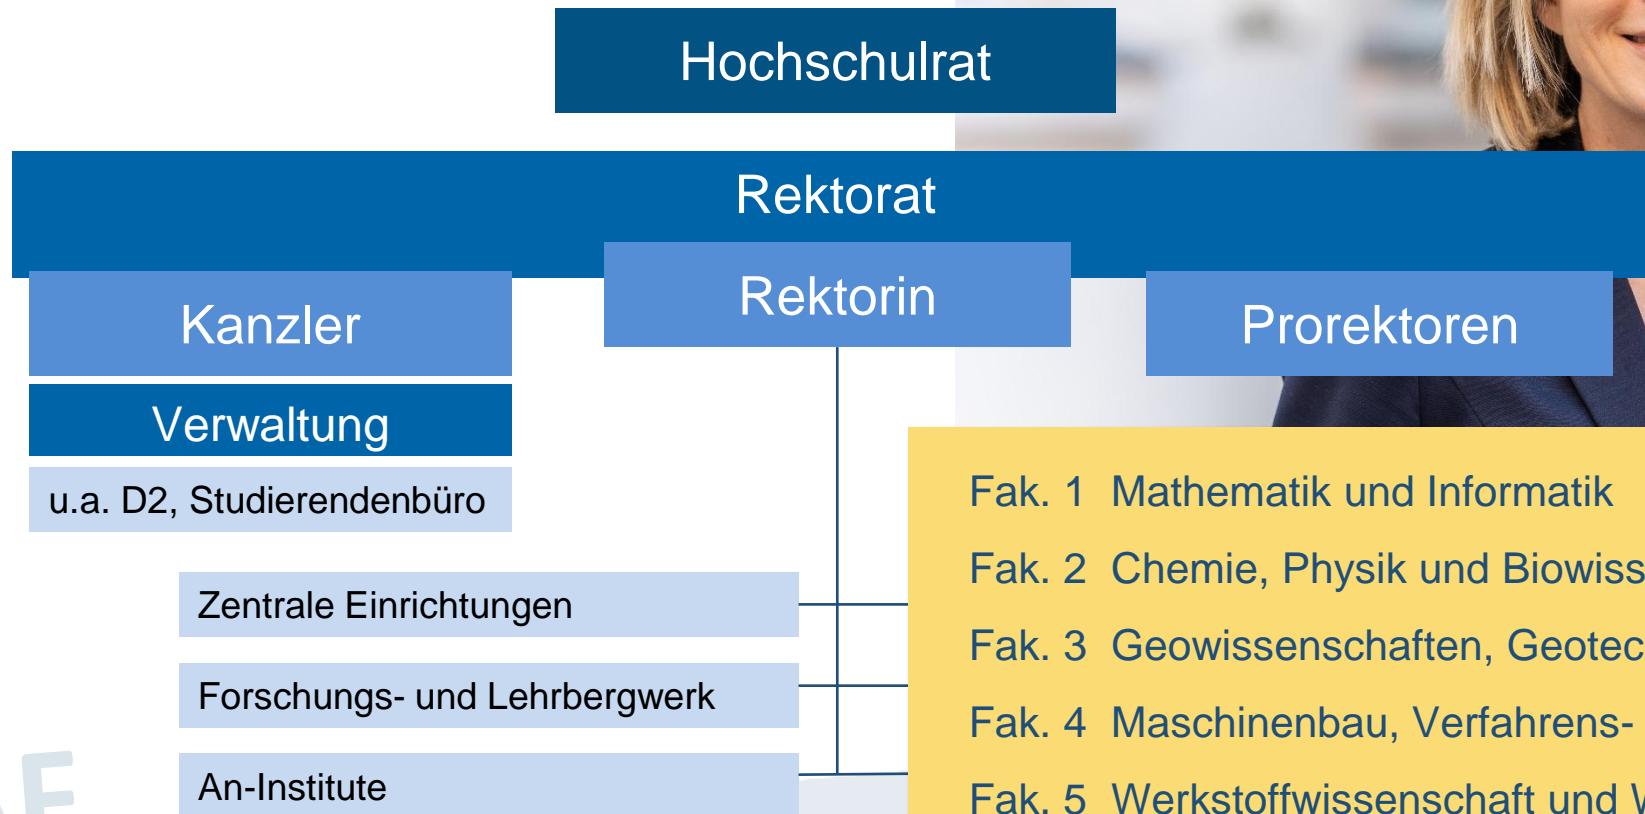 Hochschulrat
Rektorat
Rektorin
Kanzler
Prorektoren
Verwaltung
u.a. D2, Studierendenbüro
Zentrale Einrichtungen
Forschungs- und Lehrbergwerk
An-Institute
Fak. 1 Mathematik und Informatik
Fak. 2 Chemie, Physik und Biowiss
Fak. 3 Geowissenschaften, Geotec
Fak. 4 Maschinenbau, Verfahrens-
Fak. 5 Werkstoffwissenschaft und